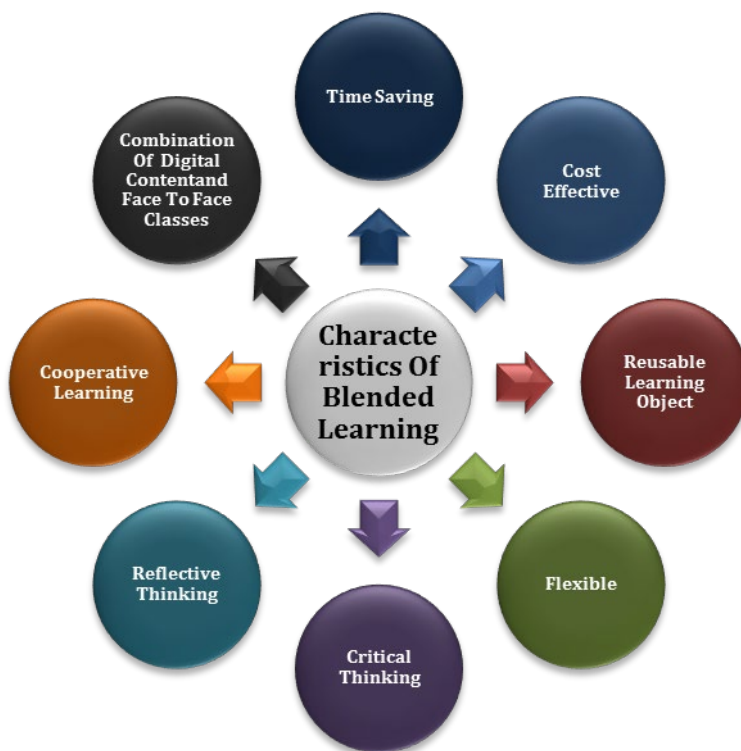 Time Saving
Cost
Effective
Reusable
Learning
Object
Flexible
Critical
Thinking
Reflective
Thinking
Cooperative
Learning
Combination
Of Digital
Contentand
Face To Face
Classes
Characte
ristics Of
Blended
Learning